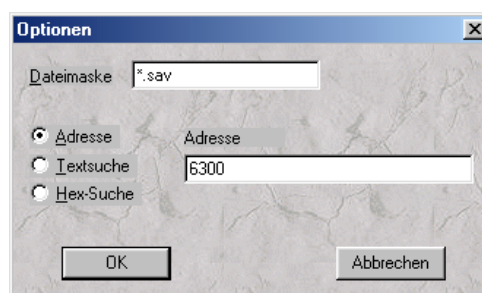 Optionen
Dateimaske *.sav
Adresse Adresse
Textsuche 6300
Hex-Suche
OK Abbrechen